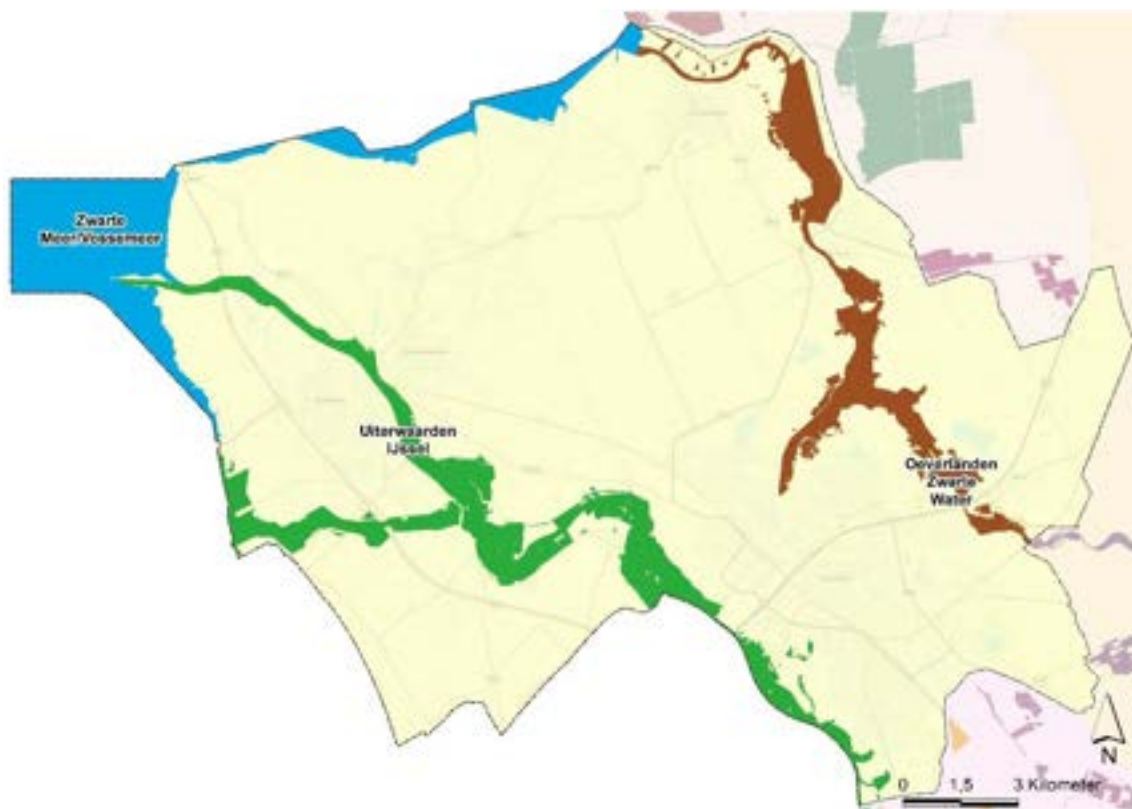 Zwarte
Meer/Vossemeer
Uiterwaarden
IJssel
Oeverlanden
Zwarte
Water
N
0 1,5 3 Kilometer